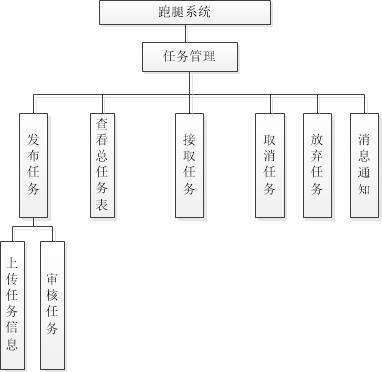 跑腿系统
任务管理
发布任务
查看总任务表
接取任务
取消任务
放弃任务
消息通知
上传任务信息
审核任务